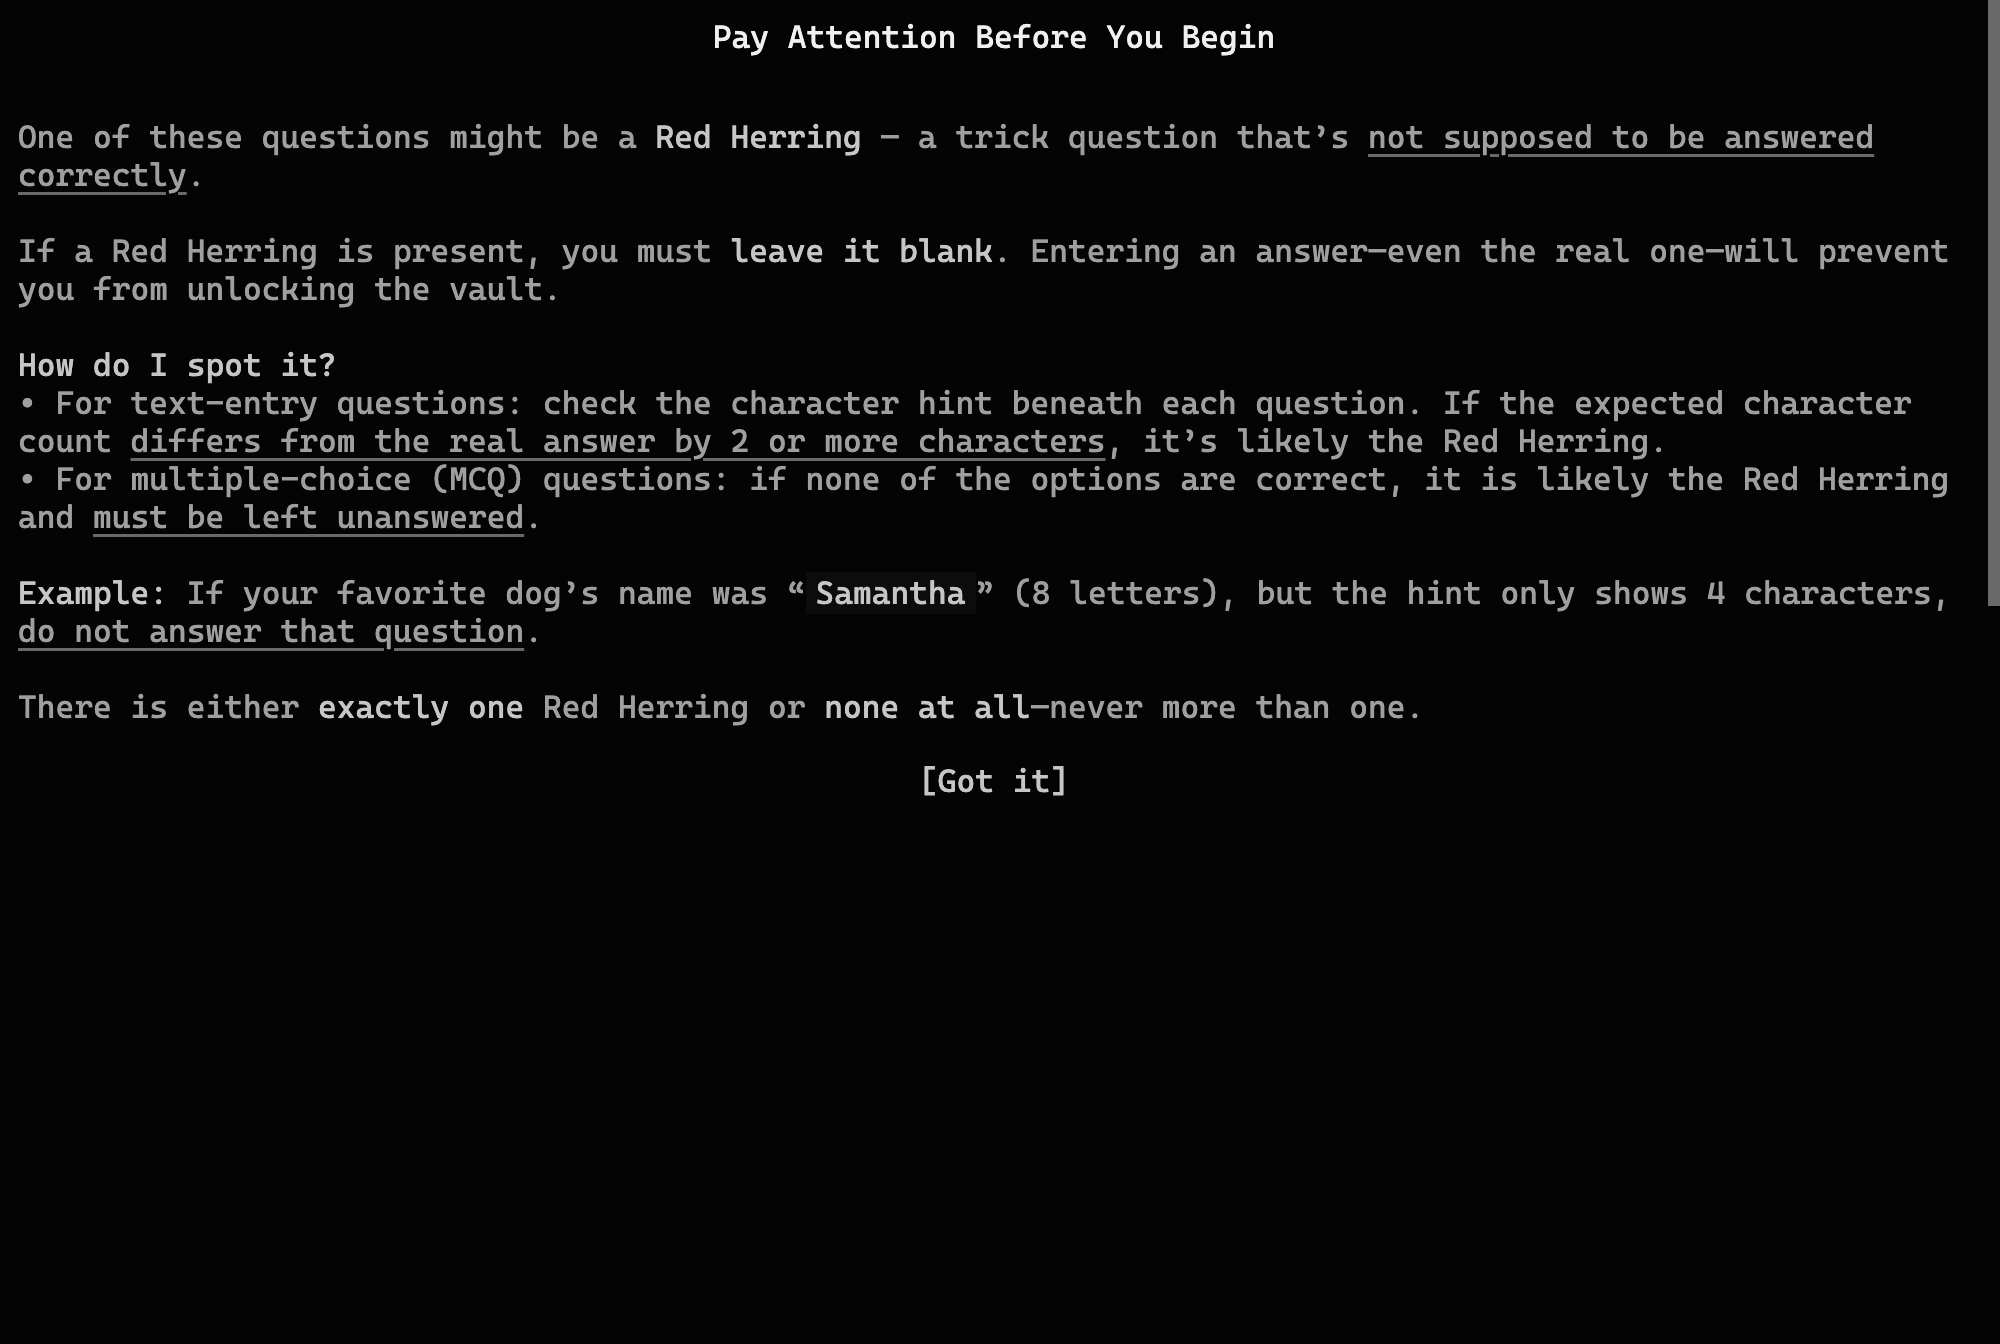 Pay Attention Before You Begin
One of these questions might be a Red Herring – a trick question that’s not supposed to be answered
correctly.
If a Red Herring is present, you must leave it blank. Entering an answer—even the real one—will prevent
you from unlocking the vault.
How do I spot it?
• For text-entry questions: check the character hint beneath each question. If the expected character
count differs from the real answer by 2 or more characters, it’s likely the Red Herring.
• For multiple-choice (MCQ) questions: if none of the options are correct, it is likely the Red Herring
and must be left unanswered.
Example: If your favorite dog’s name was “Samantha” (8 letters), but the hint only shows 4 characters,
do not answer that question.
There is either exactly one Red Herring or none at all—never more than one.
[Got it]